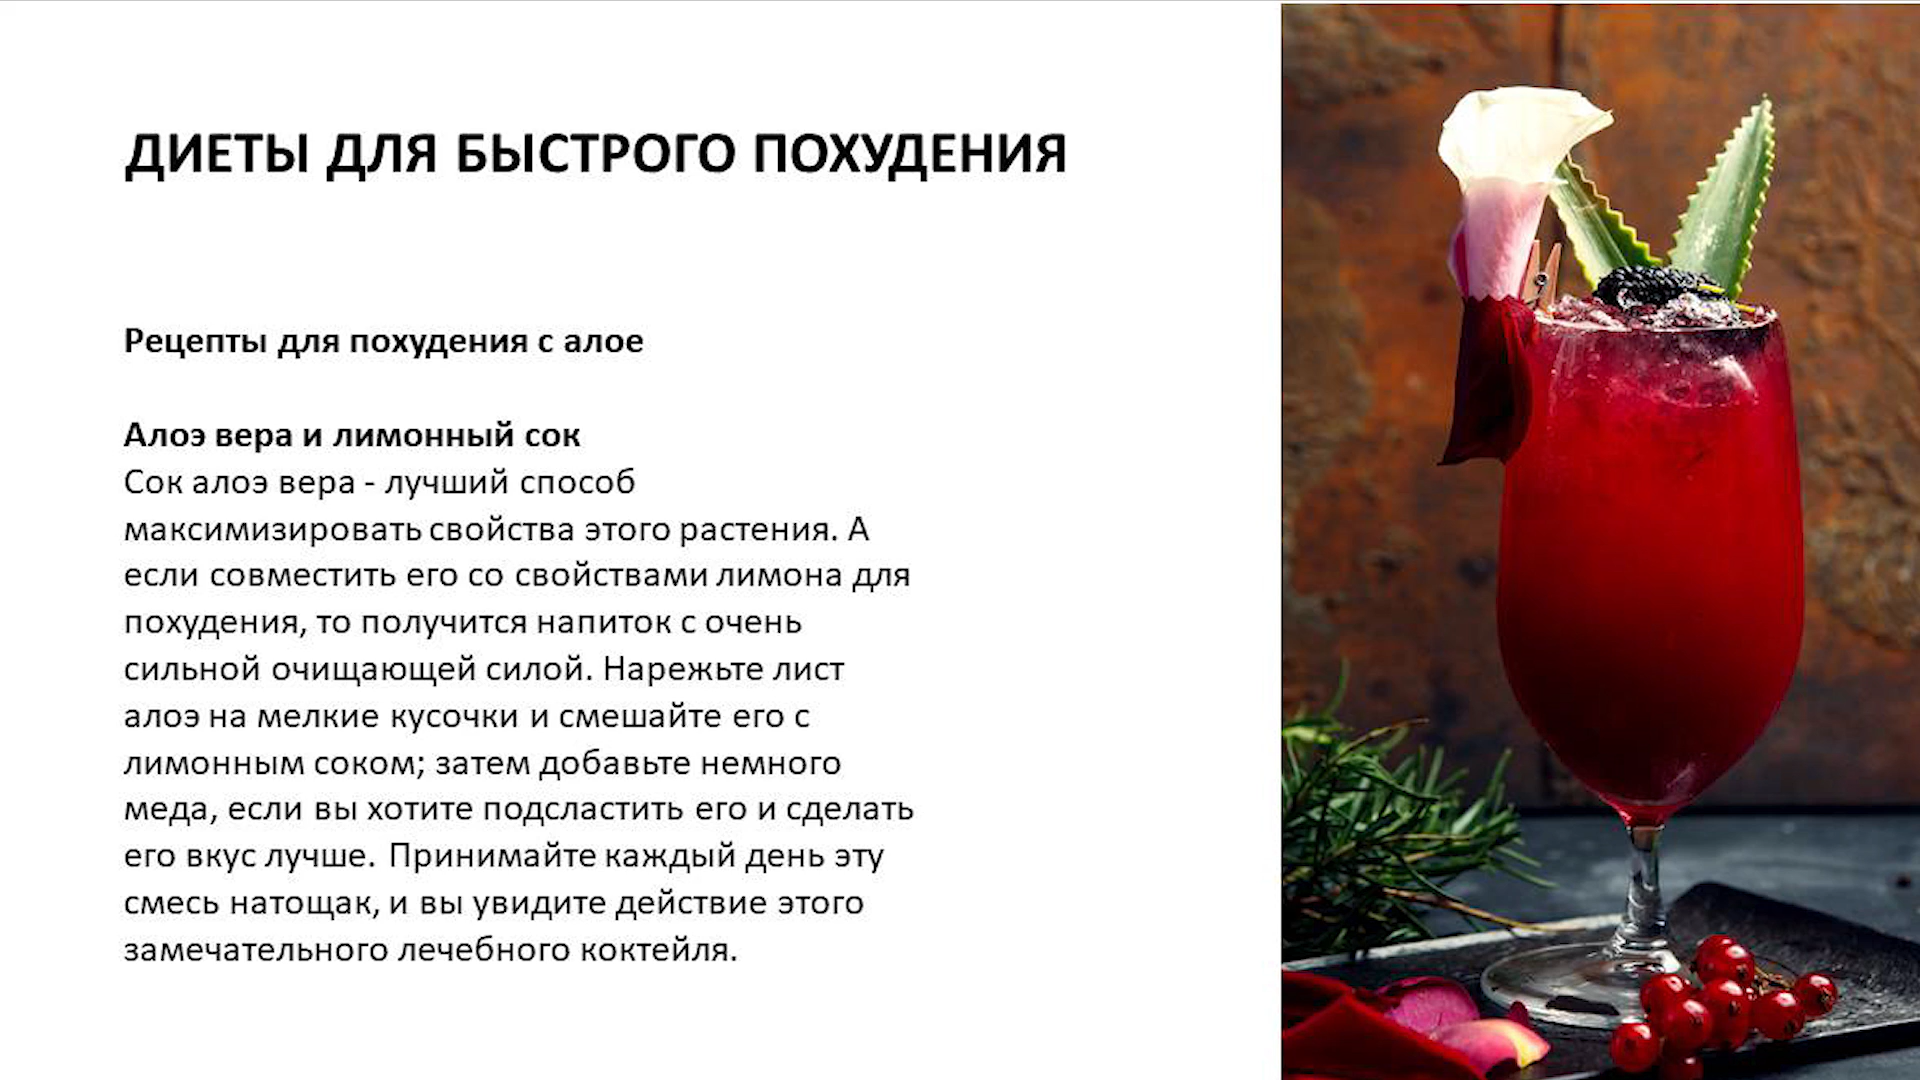 ДИЕТЫ ДЛЯ БЫСТРОГО ПОХУДЕНИЯ
Рецепты для похудения с алое
Алоэ вера и лимонный сок
Сок алоэ вера - лучший способ
максимизировать свойства этого растения. А
если совместить его со свойствами лимона для
похудения, то получится напиток с очень
сильной очищающей силой. Нарежьте лист
алоэ на мелкие кусочки и смешайте его с
лимонным соком; затем добавьте немного
меда, если вы хотите подсластить его и сделать
его вкус лучше. Принимайте каждый день эту
смесь натощак, и вы увидите действие этого
замечательного лечебного коктейля.